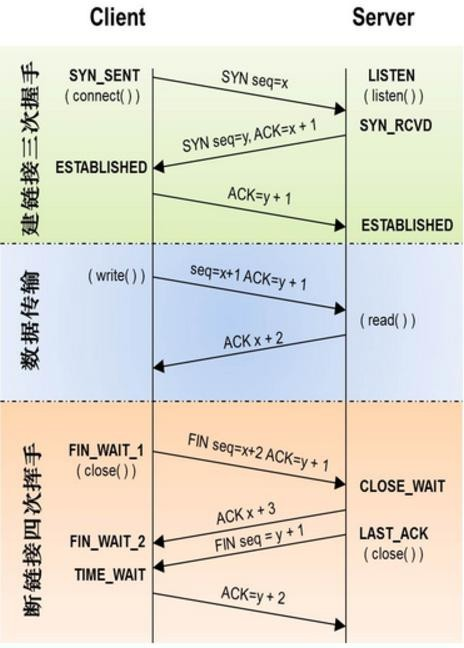 Client
Server
建链接三次握手
SYN_SENT
( connect( ) )
SYN seq=x
LISTEN
( listen( ) )
SYN_RCVD
SYN seq=y, ACK=x + 1
ESTABLISHED
ACK=y + 1
ESTABLISHED
数据传输
( write( ) )
seq=x+1 ACK=y + 1
( read( ) )
ACK x + 2
断链接四次挥手
FIN_WAIT_1
( close( ) )
FIN seq=x+2 ACK=y + 1
CLOSE_WAIT
ACK x + 3
FIN_WAIT_2
FIN seq = y + 1
LAST_ACK
( close( ) )
TIME_WAIT
ACK=y + 2